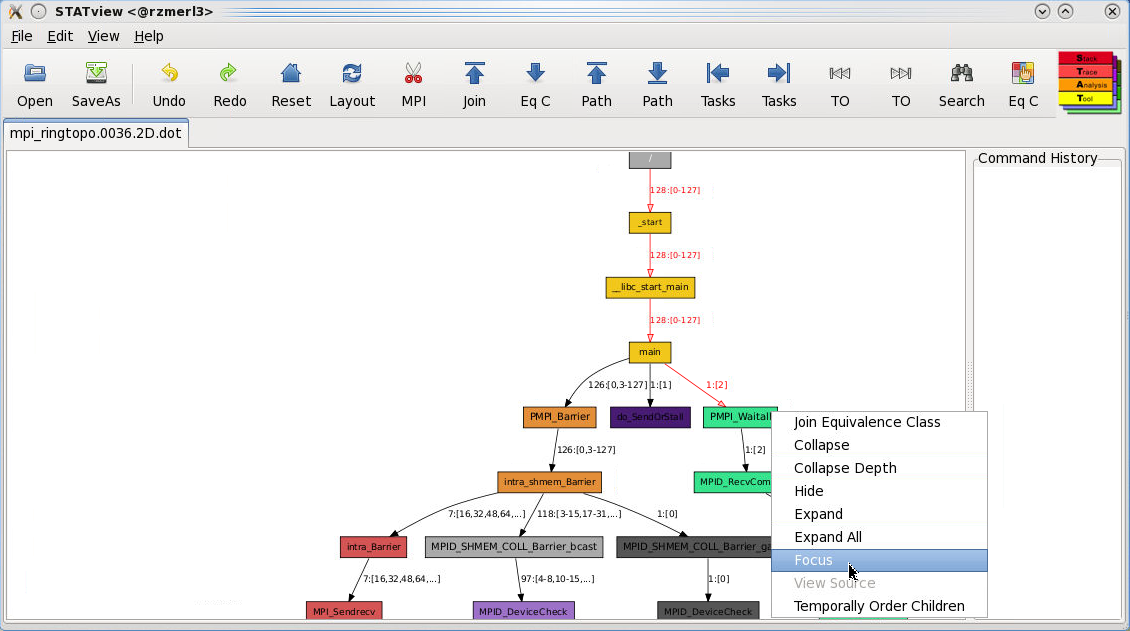 STATview <@rzmerl3>
File Edit View Help
Open SaveAs Undo Redo Reset Layout MPI Join Eq C Path Path Tasks Tasks TO TO Search Eq C
Stack
Trace
Analysis
Tool
mpi_ringtopo.0036.2D.dot
Command History
/
128:[0-127]
_start
128:[0-127]
__libc_start_main
128:[0-127]
main
126:[0,3-127] 1:[1] 1:[2]
PMPI_Barrier do_SendOrStall PMPI_Waitall
126:[0,3-127] 1:[2]
intra_shmem_Barrier MPID_RecvCom
7:[16,32,48,64,...] 118:[3-15,17-31,...] 1:[0]
intra_Barrier MPID_SHMEM_COLL_Barrier_bcast MPID_SHMEM_COLL_Barrier_ga
7:[16,32,48,64,...] 97:[4-8,10-15,...] 1:[0]
MPI_Sendrecv MPID_DeviceCheck MPID_DeviceCheck
Join Equivalence Class
Collapse
Collapse Depth
Hide
Expand
Expand All
Focus
View Source
Temporally Order Children